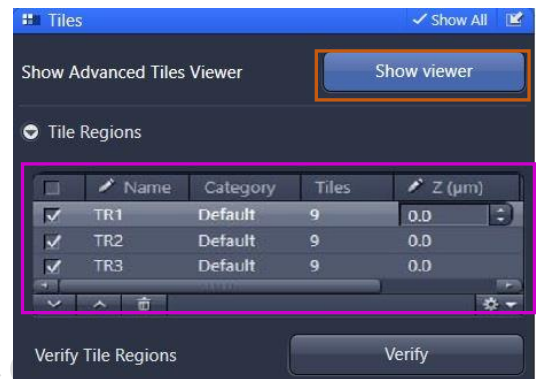 Tiles Show All
Show Advanced Tiles Viewer Show viewer
Tile Regions
Name Category Tiles Z (µm)
TR1 Default 9 0.0
TR2 Default 9 0.0
TR3 Default 9 0.0
Verify Tile Regions Verify